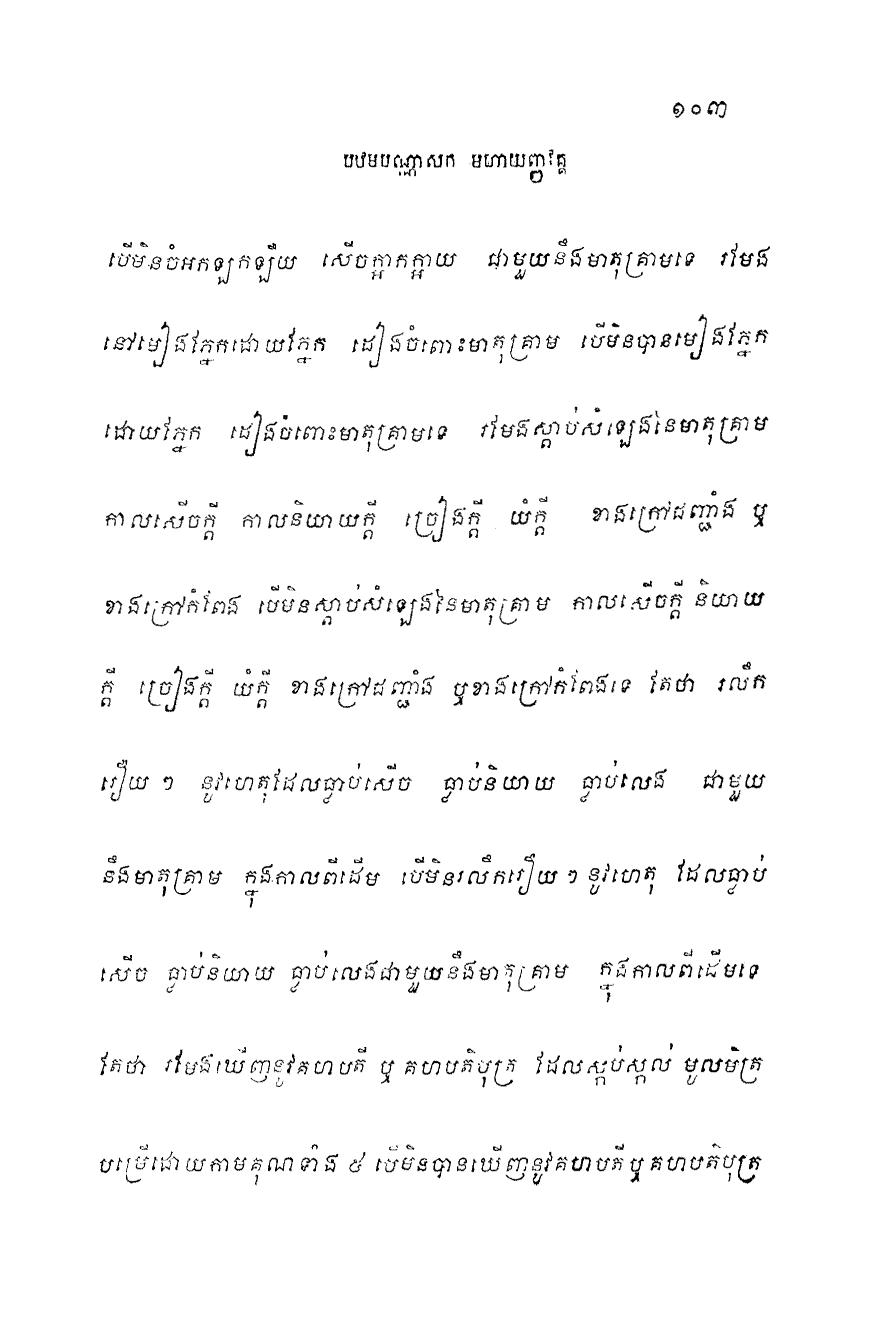 ១០៣
បឋមបណ្ណាសក មហាយញ្ញវគ្គ
បើមិនចំអកឡកឡឺយ សើចក្អាកក្អាយ ជាមួយនឹងមាតុគ្រាមទេ រមែង
នៅមៀងភ្នែកដោយភ្នែក ដៀងចំពោះមាតុគ្រាម បើមិនបានមៀងភ្នែក
ដោយភ្នែក ដៀងចំពោះមាតុគ្រាមទេ រមែងស្តាប់សំឡេងនៃមាតុគ្រាម
កាលសើចក្តី កាលនិយាយក្តី ច្រៀងក្តី យំក្តី ខាងក្រៅជញ្ជាំង ឬ
ខាងក្រៅកំពែង បើមិនស្តាប់សំឡេងនៃមាតុគ្រាម កាលសើចក្តី និយាយ
ក្តី ច្រៀងក្តី យំក្តី ខាងក្រៅជញ្ជាំង ឬខាងក្រៅកំពែងទេ តែថា រលឹក
រឿយ ៗ នូវហេតុដែលធ្លាប់សើច ធ្លាប់និយាយ ធ្លាប់លេង ជាមួយ
នឹងមាតុគ្រាម ក្នុងកាលពីដើម បើមិនរលឹករឿយ ៗ នូវហេតុ ដែលធ្លាប់
សើច ធ្លាប់និយាយ ធ្លាប់លេងជាមួយនឹងមាតុគ្រាម ក្នុងកាលពីដើមទេ
តែថា រមែងឃើញនូវគហបតី ឬ គហបតិបុត្រ ដែលស្កប់ស្កល់ មូលមិត្រ
បម្រើដោយកាមគុណទាំង ៥ បើមិនបានឃើញនូវគហបតីឬ គហបតិបុត្រ